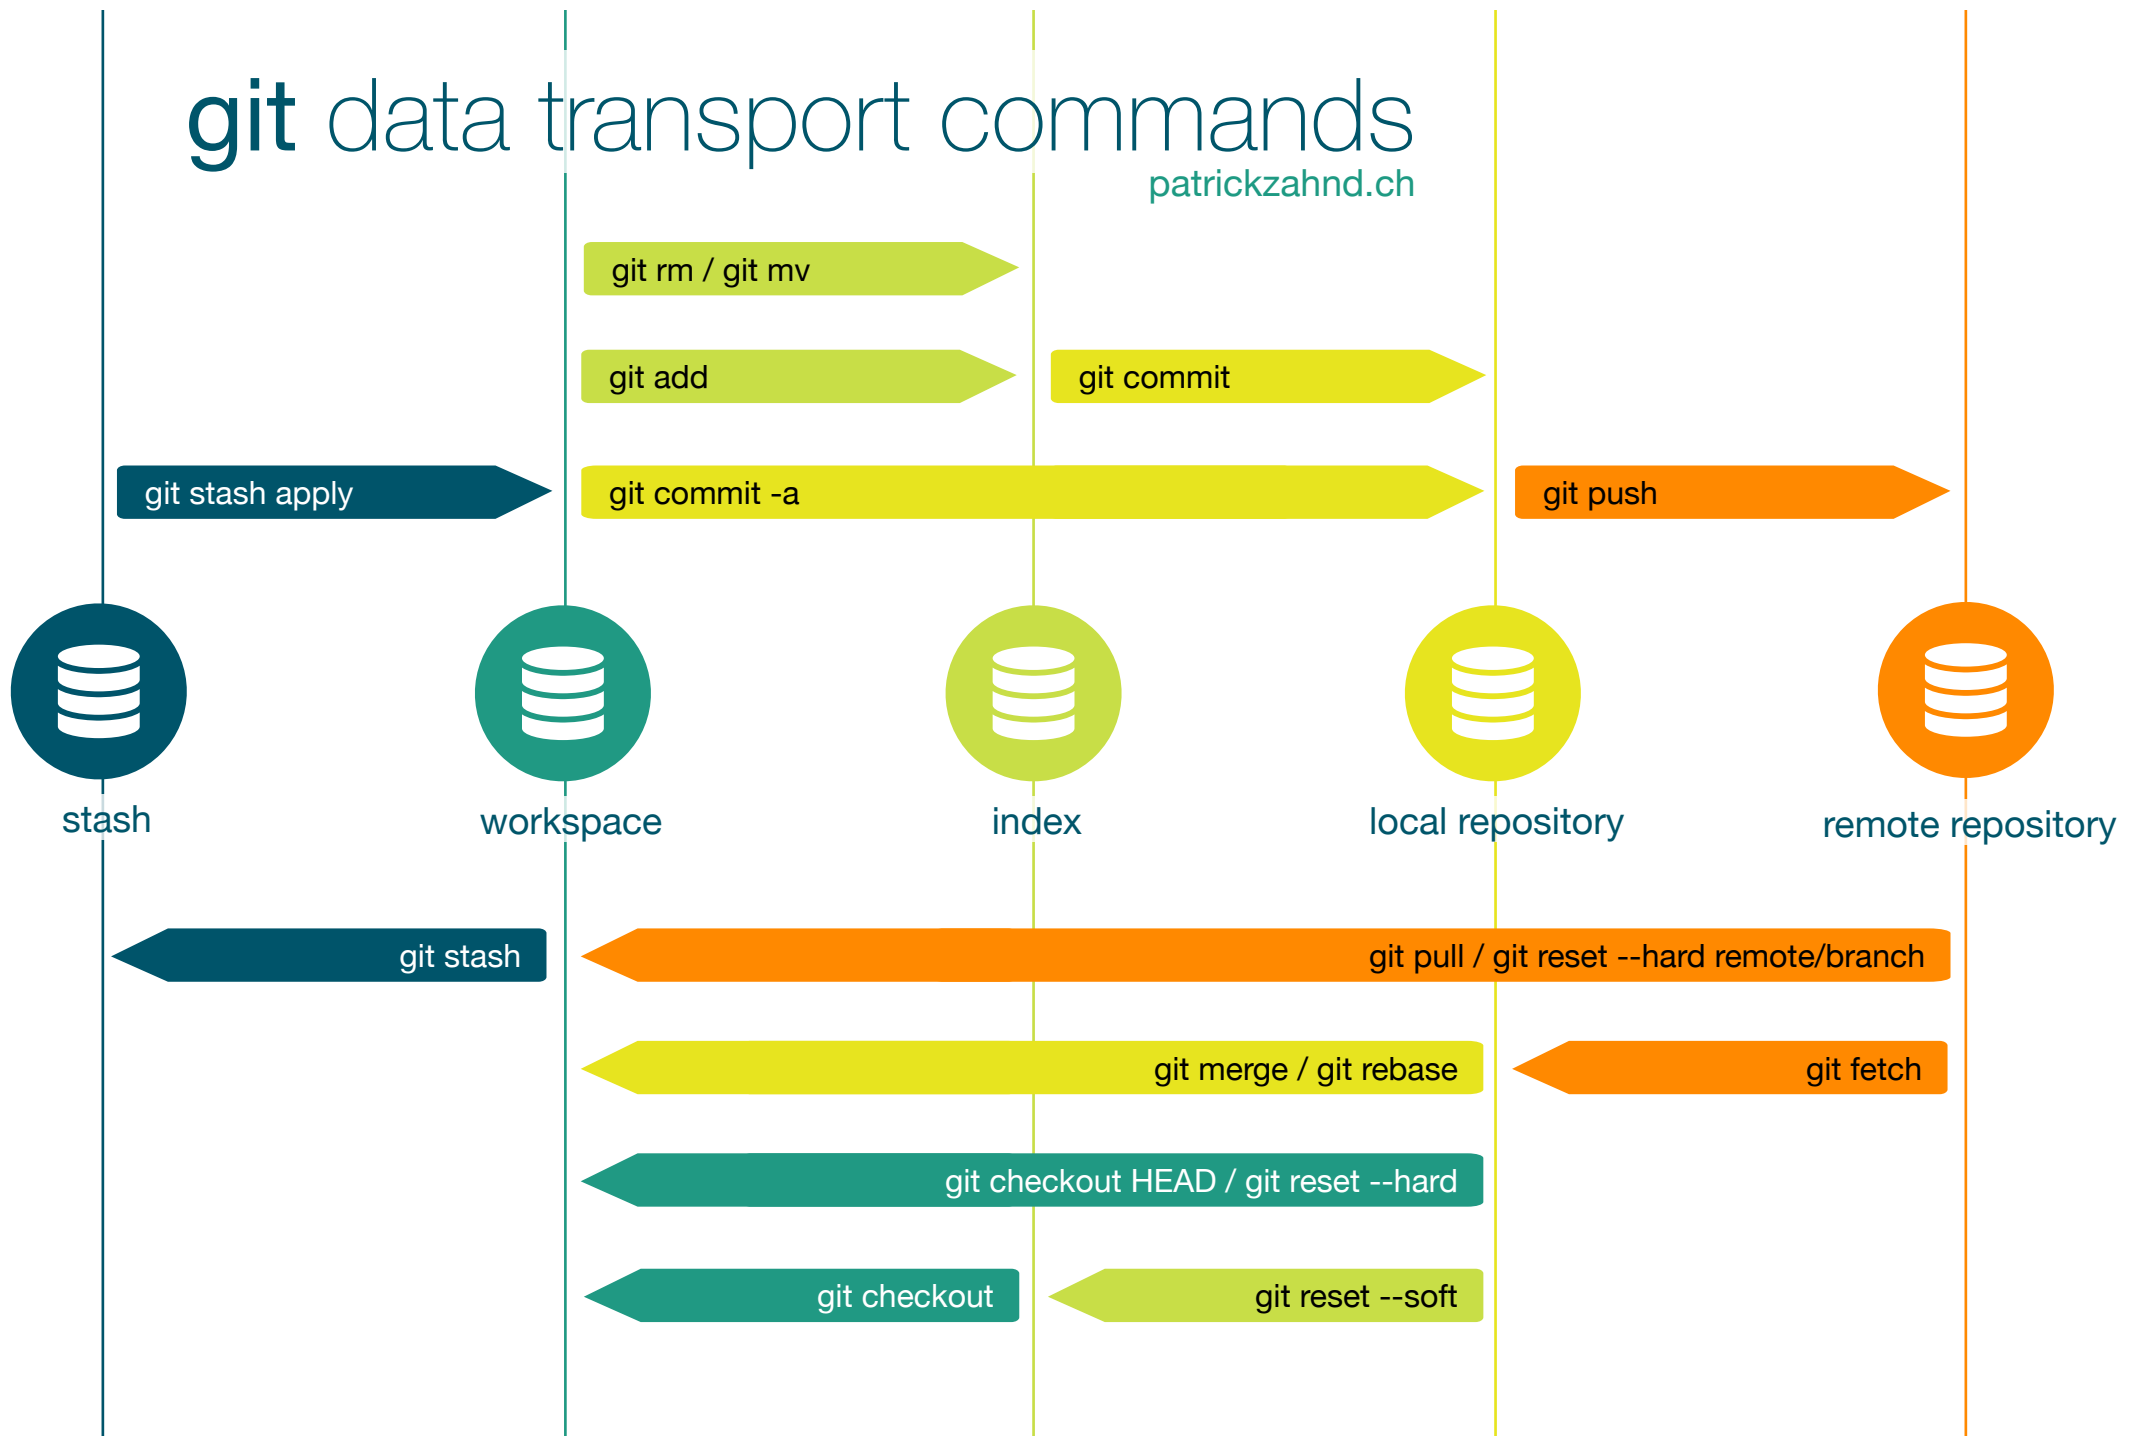 git data transport commands
patrickzahnd.ch
git rm / git mv
git add
git commit
git stash apply
git commit -a
git push
stash
workspace
index
local repository
remote repository
git stash
git pull / git reset --hard remote/branch
git merge / git rebase
git fetch
git checkout HEAD / git reset --hard
git checkout
git reset --soft